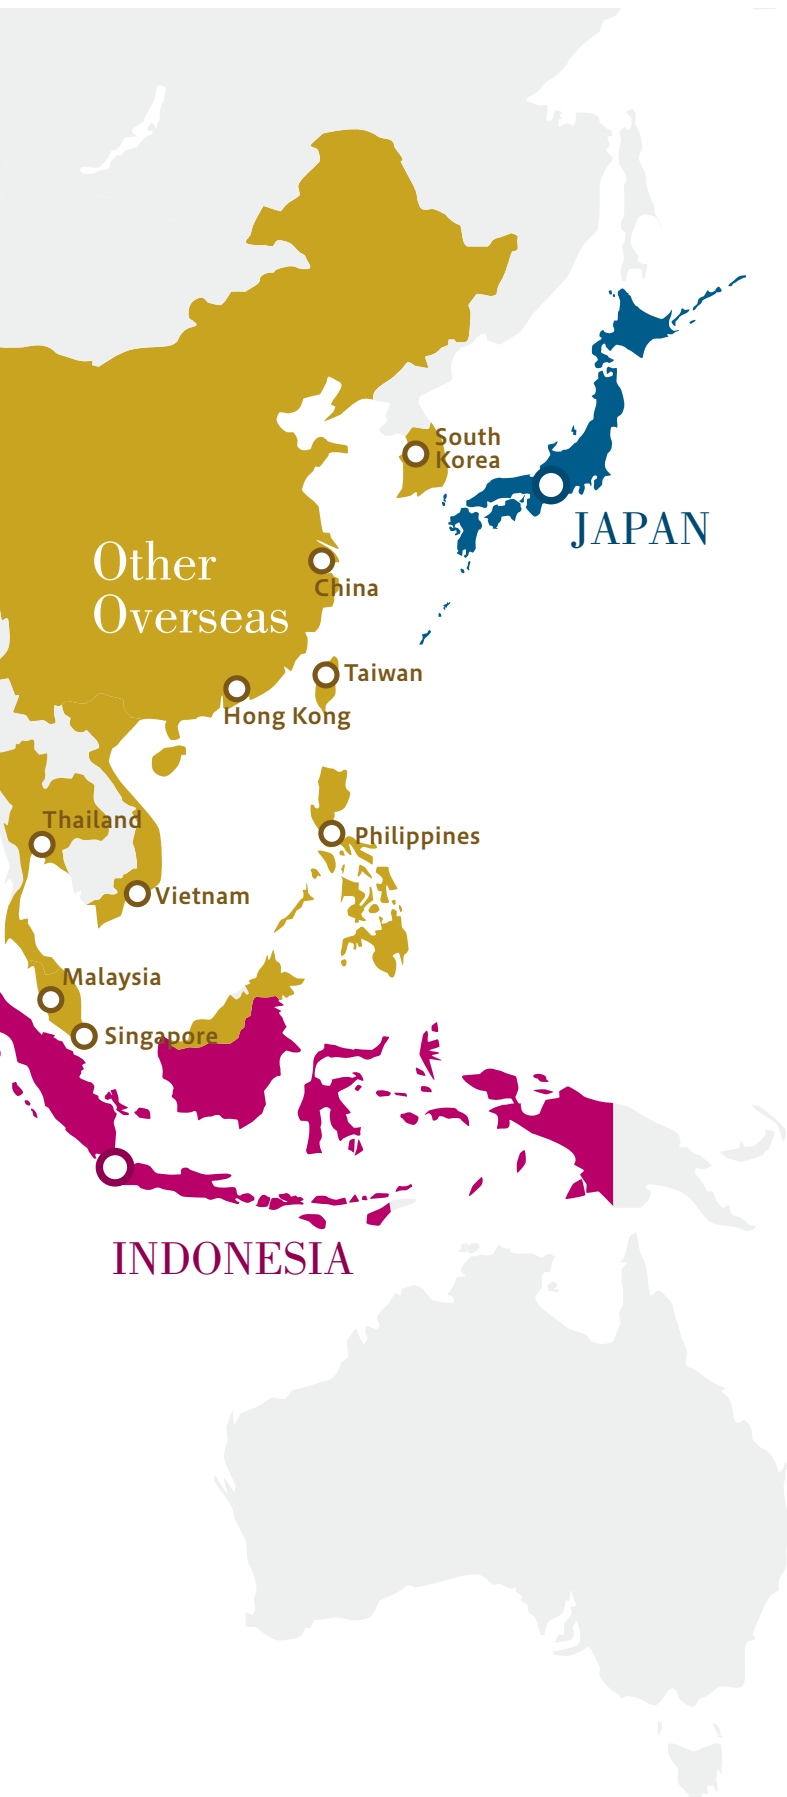 South
Korea
JAPAN
Other
Overseas
China
Taiwan
Hong Kong
Thailand
Philippines
Vietnam
Malaysia
Singapore
INDONESIA